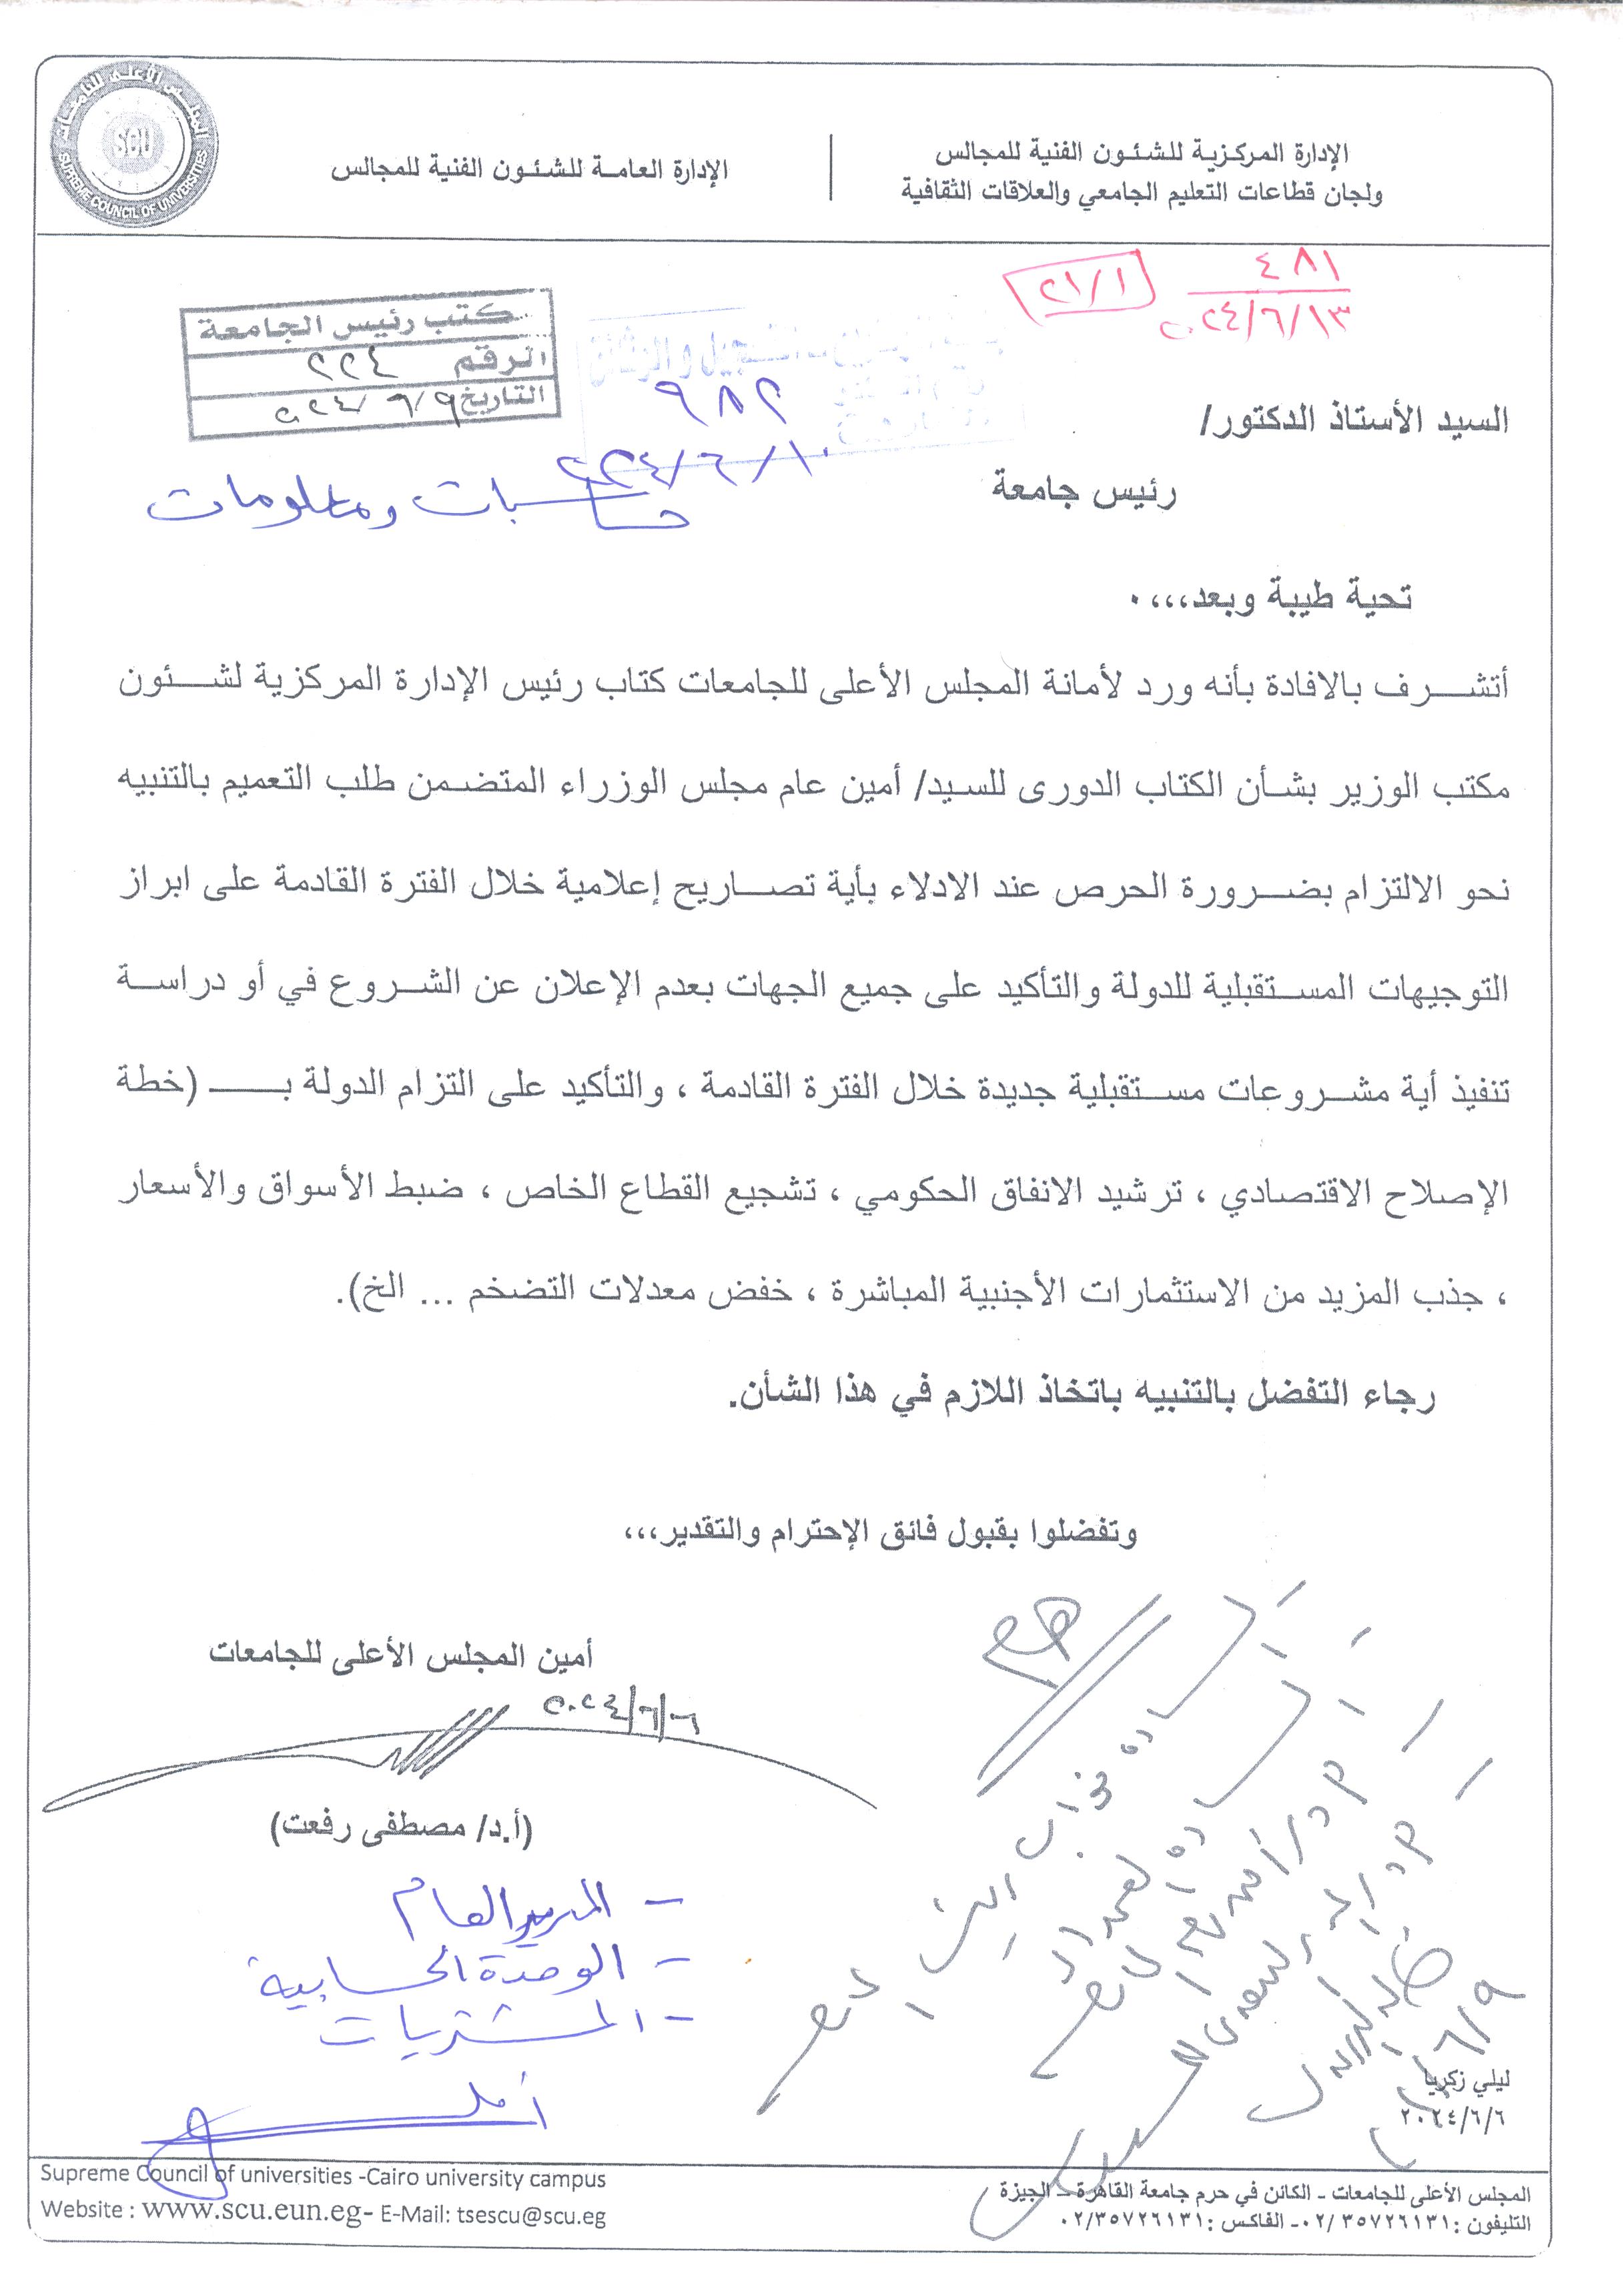 المجلس الأعلى للجامعات
SCU
SUPREME COUNCIL OF UNIVERSITIES
الإدارة المركزية للشئون الفنية للمجالس
ولجان قطاعات التعليم الجامعي والعلاقات الثقافية
الإدارة العامة للشئون الفنية للمجالس
٤٨١
٢٠٢٤/٦/١٣
٢١/١
كتب رئيس الجامعة
الرقم ٢٢٤
التاريخ ٢٠٢٤/٦/٩
٩٨٢
٢٠٢٤/٦/١٠
حاسبات ومعلومات
السيد الأستاذ الدكتور/
رئيس جامعة
تحية طيبة وبعد،،،،
أتشرف بالافادة بأنه ورد لأمانة المجلس الأعلى للجامعات كتاب رئيس الإدارة المركزية لشئون
مكتب الوزير بشأن الكتاب الدورى للسيد/ أمين عام مجلس الوزراء المتضمن طلب التعميم بالتنبيه
نحو الالتزام بضرورة الحرص عند الادلاء بأية تصاريح إعلامية خلال الفترة القادمة على ابراز
التوجيهات المستقبلية للدولة والتأكيد على جميع الجهات بعدم الإعلان عن الشروع في أو دراسة
تنفيذ أية مشروعات مستقبلية جديدة خلال الفترة القادمة ، والتأكيد على التزام الدولة بـ (خطة
الإصلاح الاقتصادي ، ترشيد الانفاق الحكومي ، تشجيع القطاع الخاص ، ضبط الأسواق والأسعار
، جذب المزيد من الاستثمارات الأجنبية المباشرة ، خفض معدلات التضخم ... الخ).
رجاء التفضل بالتنبيه باتخاذ اللازم في هذا الشأن.
وتفضلوا بقبول فائق الإحترام والتقدير،،،
أمين المجلس الأعلى للجامعات
٢٠٢٤/٦/٦
(أ.د/ مصطفى رفعت)
- المدير العام
- الوحدة الحسابية
- المشتريات
٦/٩
ليلي زكريا
٢٠٢٤/٦/٦
Supreme Council of universities -Cairo university campus
Website : www.scu.eun.eg- E-Mail: tsescu@scu.eg
المجلس الأعلى للجامعات - الكائن في حرم جامعة القاهرة - الجيزة
التليفون :٠٢/٣٥٧٢٦١٣١- الفاكس :٠٢/٣٥٧٢٦١٣١